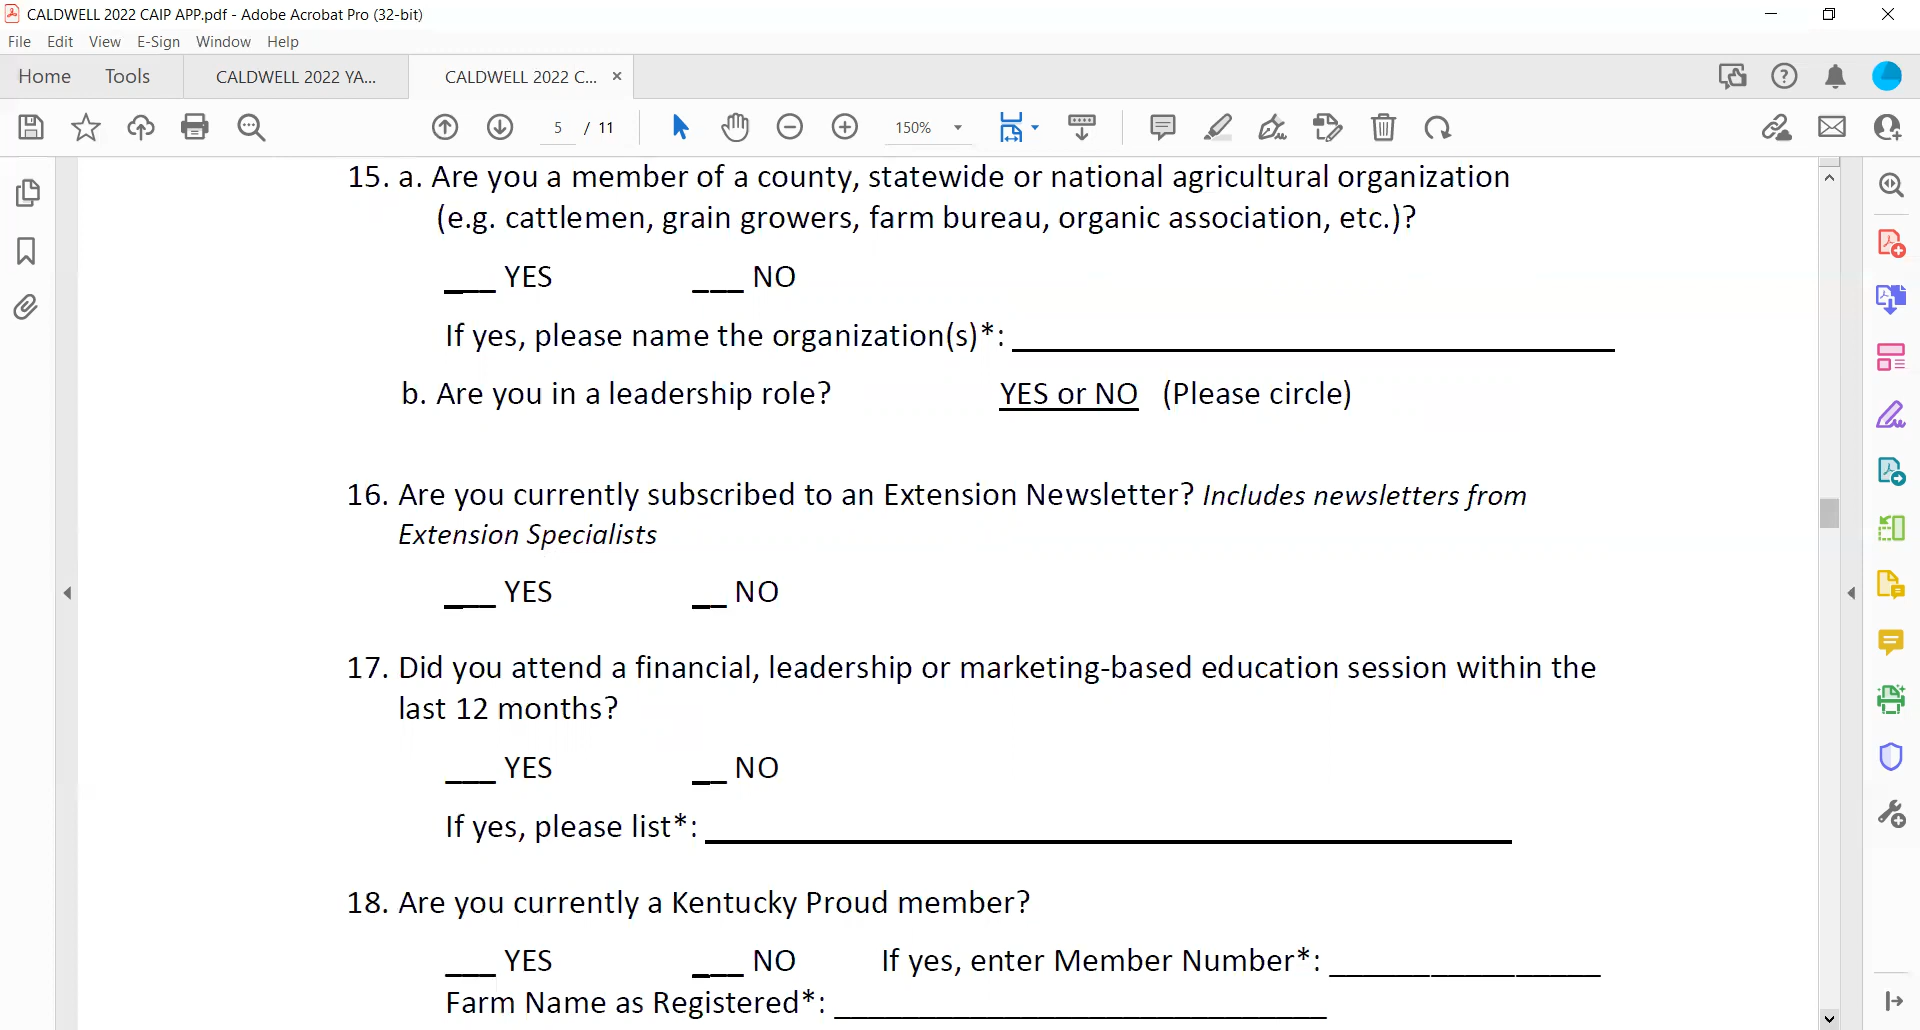 CALDWELL 2022 CAIP APP.pdf - Adobe Acrobat Pro (32-bit)
File Edit View E-Sign Window Help
Home Tools CALDWELL 2022 YA... CALDWELL 2022 C... ×
5 / 11 150%
15. a. Are you a member of a county, statewide or national agricultural organization
(e.g. cattlemen, grain growers, farm bureau, organic association, etc.)?
___ YES ___ NO
If yes, please name the organization(s)*: ___________________________________
b. Are you in a leadership role? YES or NO (Please circle)
16. Are you currently subscribed to an Extension Newsletter? Includes newsletters from
Extension Specialists
___ YES __ NO
17. Did you attend a financial, leadership or marketing-based education session within the
last 12 months?
___ YES __ NO
If yes, please list*: _______________________________________________
18. Are you currently a Kentucky Proud member?
___ YES ___ NO If yes, enter Member Number*: ________________
Farm Name as Registered*: _____________________________